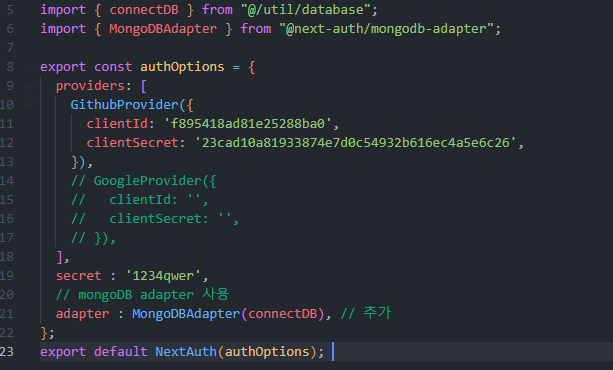 5 import { connectDB } from "@/util/database";
6 import { MongoDBAdapter } from "@next-auth/mongodb-adapter";
7
8 export const authOptions = {
9 providers: [
10 GithubProvider({
11 clientId: 'f895418ad81e25288ba0',
12 clientSecret: '23cad10a81933874e7d0c54932b616ec4a5e6c26',
13 }),
14 // GoogleProvider({
15 //   clientId: '',
16 //   clientSecret: '',
17 // }),
18 ],
19 secret : '1234qwer',
20 // mongoDB adapter 사용
21 adapter : MongoDBAdapter(connectDB), // 추가
22 };
23 export default NextAuth(authOptions);